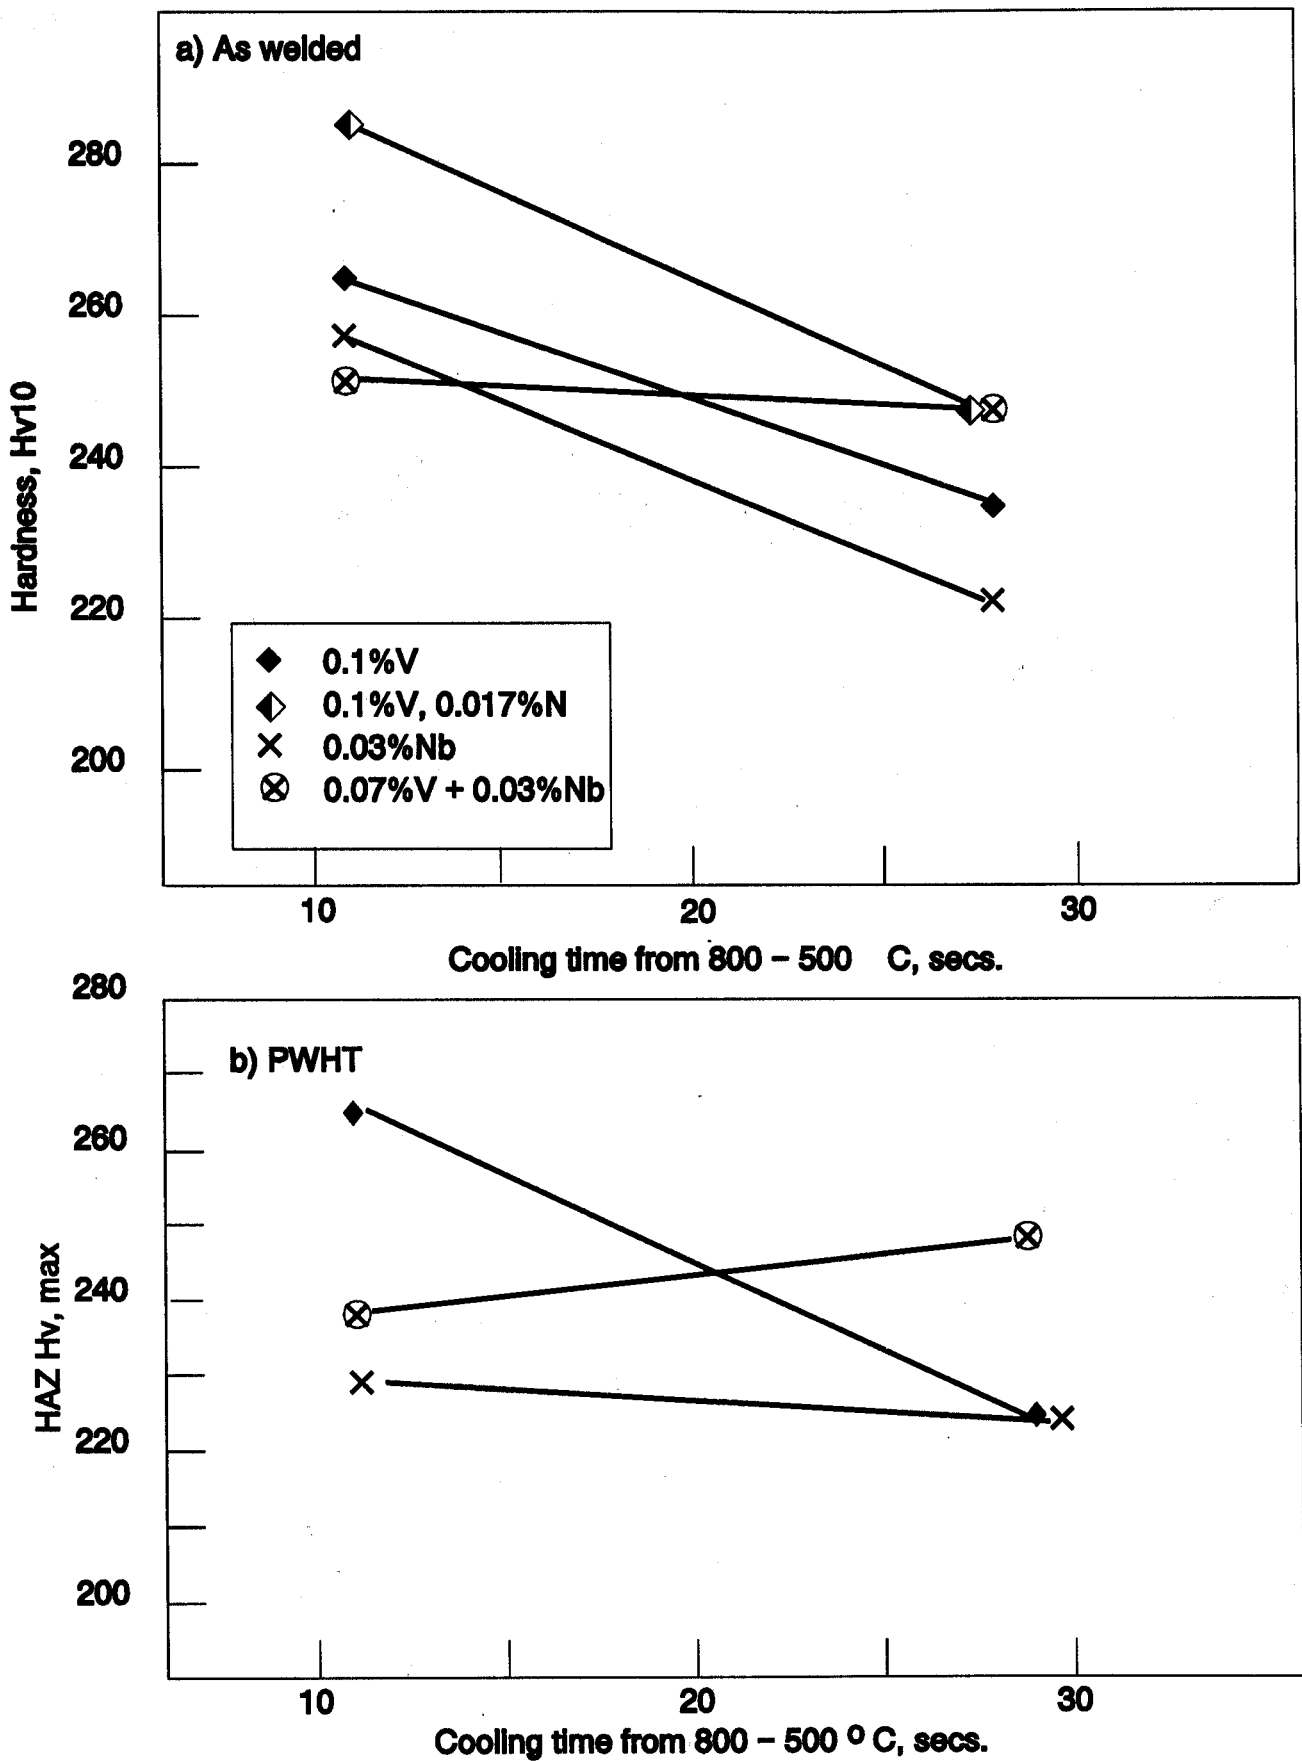 a) As welded
280
260
240
220
200
Hardness, Hv10
0.1%V
0.1%V, 0.017%N
0.03%Nb
0.07%V + 0.03%Nb
10 20 30
Cooling time from 800 – 500 C, secs.
280
b) PWHT
260
240
220
200
HAZ Hv, max
10 20 30
Cooling time from 800 – 500 º C, secs.